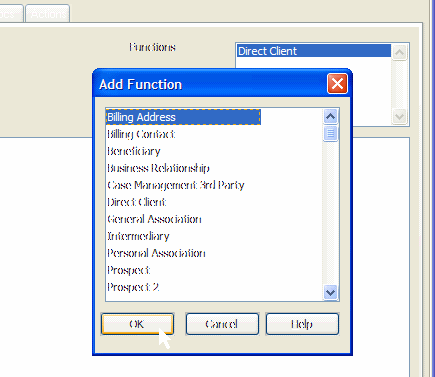 Functions
Direct Client
Add Function
Billing Address
Billing Contact
Beneficiary
Business Relationship
Case Management 3rd Party
Direct Client
General Association
Intermediary
Personal Association
Prospect
Prospect 2
OK Cancel Help